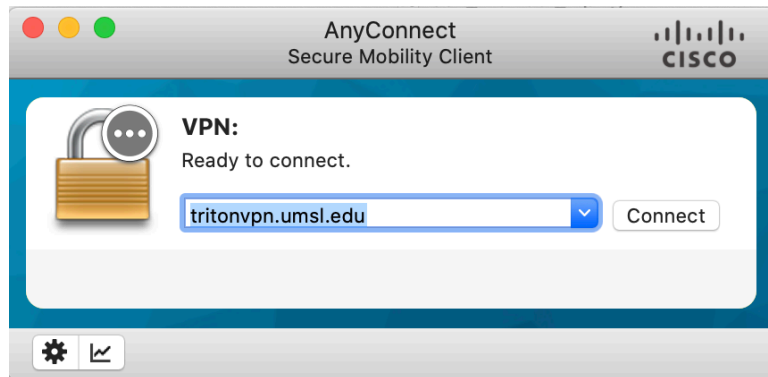 AnyConnect
Secure Mobility Client
CISCO
VPN:
Ready to connect.
tritonvpn.umsl.edu
Connect